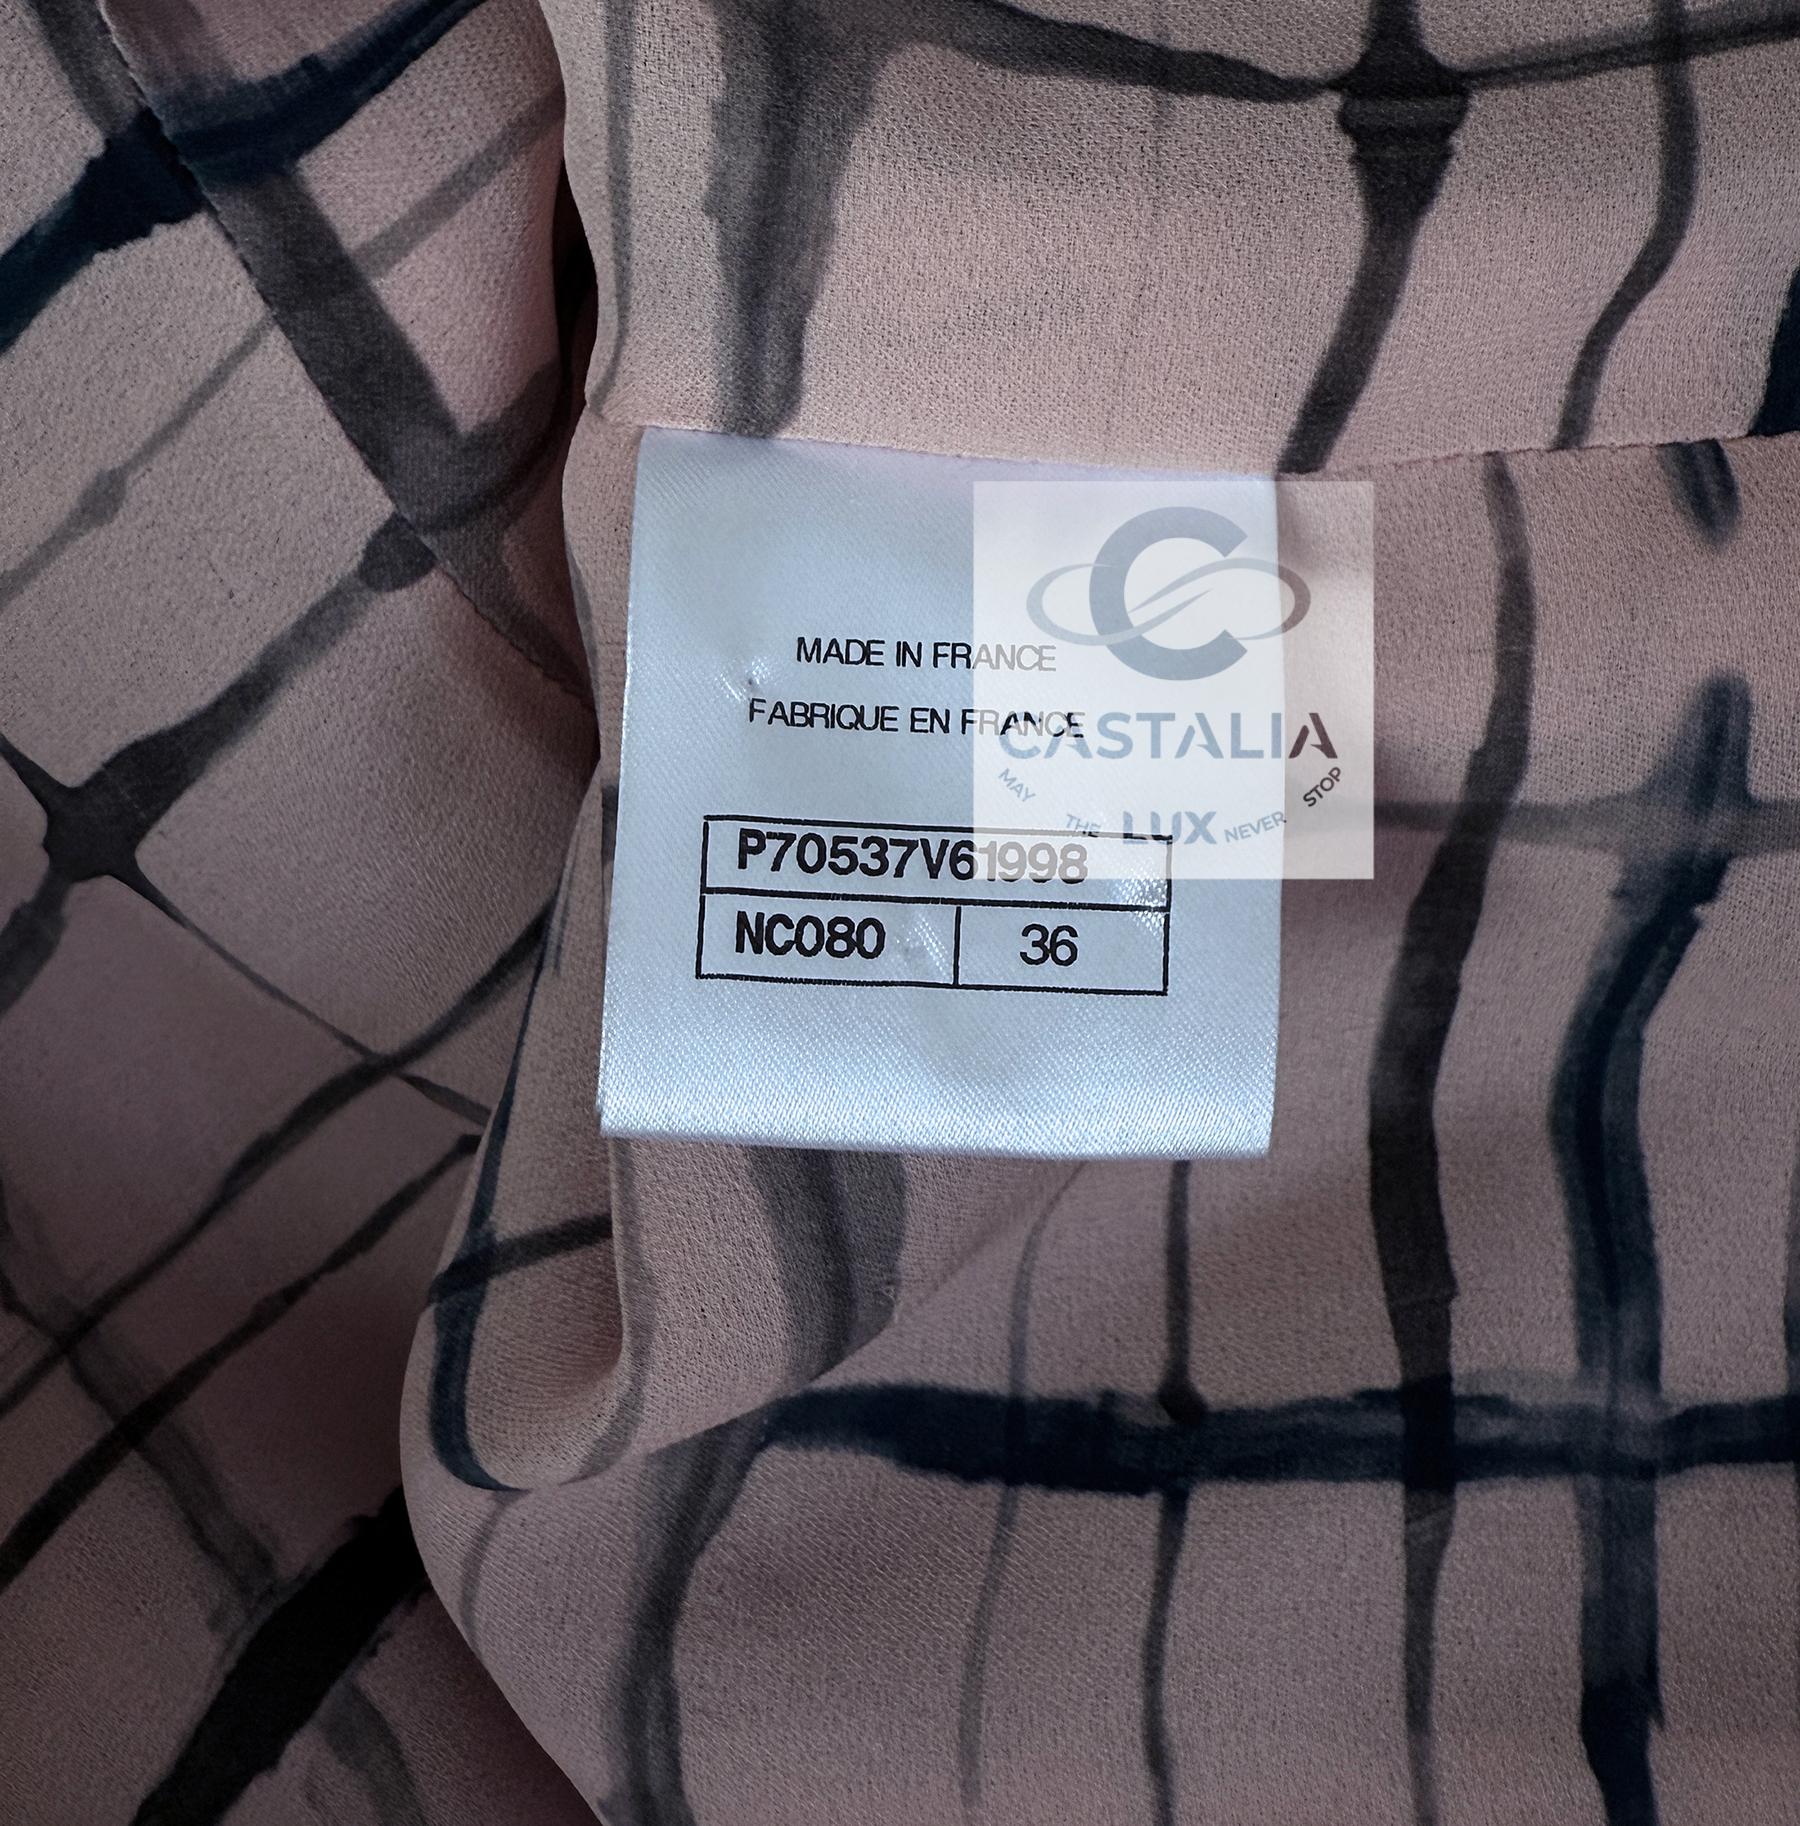 MADE IN FRANCE
FABRIQUE EN FRANCE
C
CASTALIA
MAY THE LUX NEVER STOP
P70537V61998
NC080 36